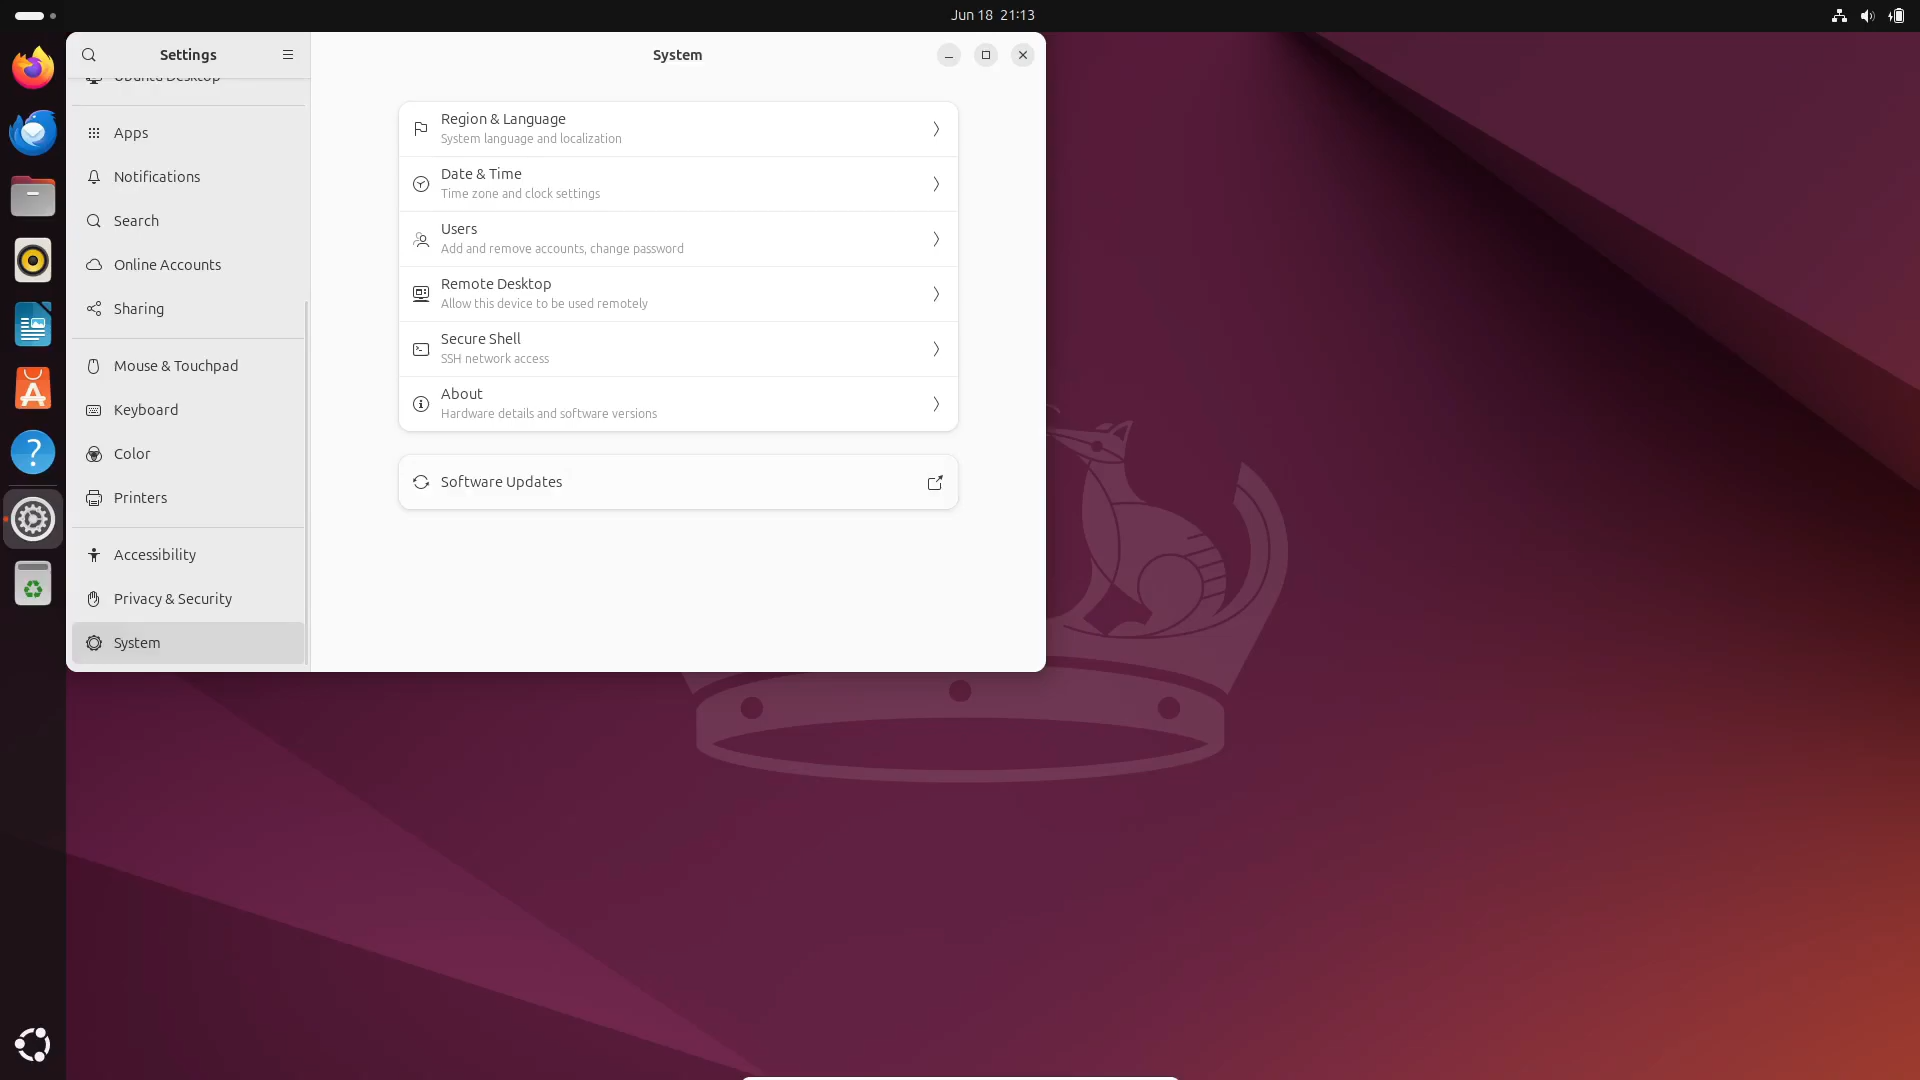 Jun 18 21:13
Settings
System
Ubuntu Desktop
Apps
Notifications
Search
Online Accounts
Sharing
Mouse & Touchpad
Keyboard
Color
Printers
Accessibility
Privacy & Security
System
Region & Language
System language and localization
Date & Time
Time zone and clock settings
Users
Add and remove accounts, change password
Remote Desktop
Allow this device to be used remotely
Secure Shell
SSH network access
About
Hardware details and software versions
Software Updates